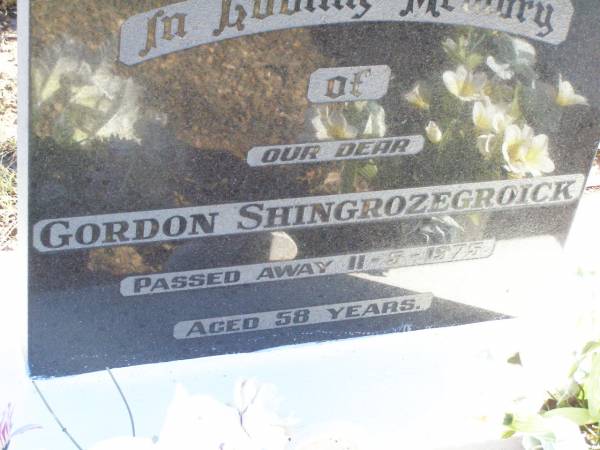 In Loving Memory
of
OUR DEAR
GORDON SHINGROZEGROICK
PASSED AWAY 11-5-1975
AGED 58 YEARS.